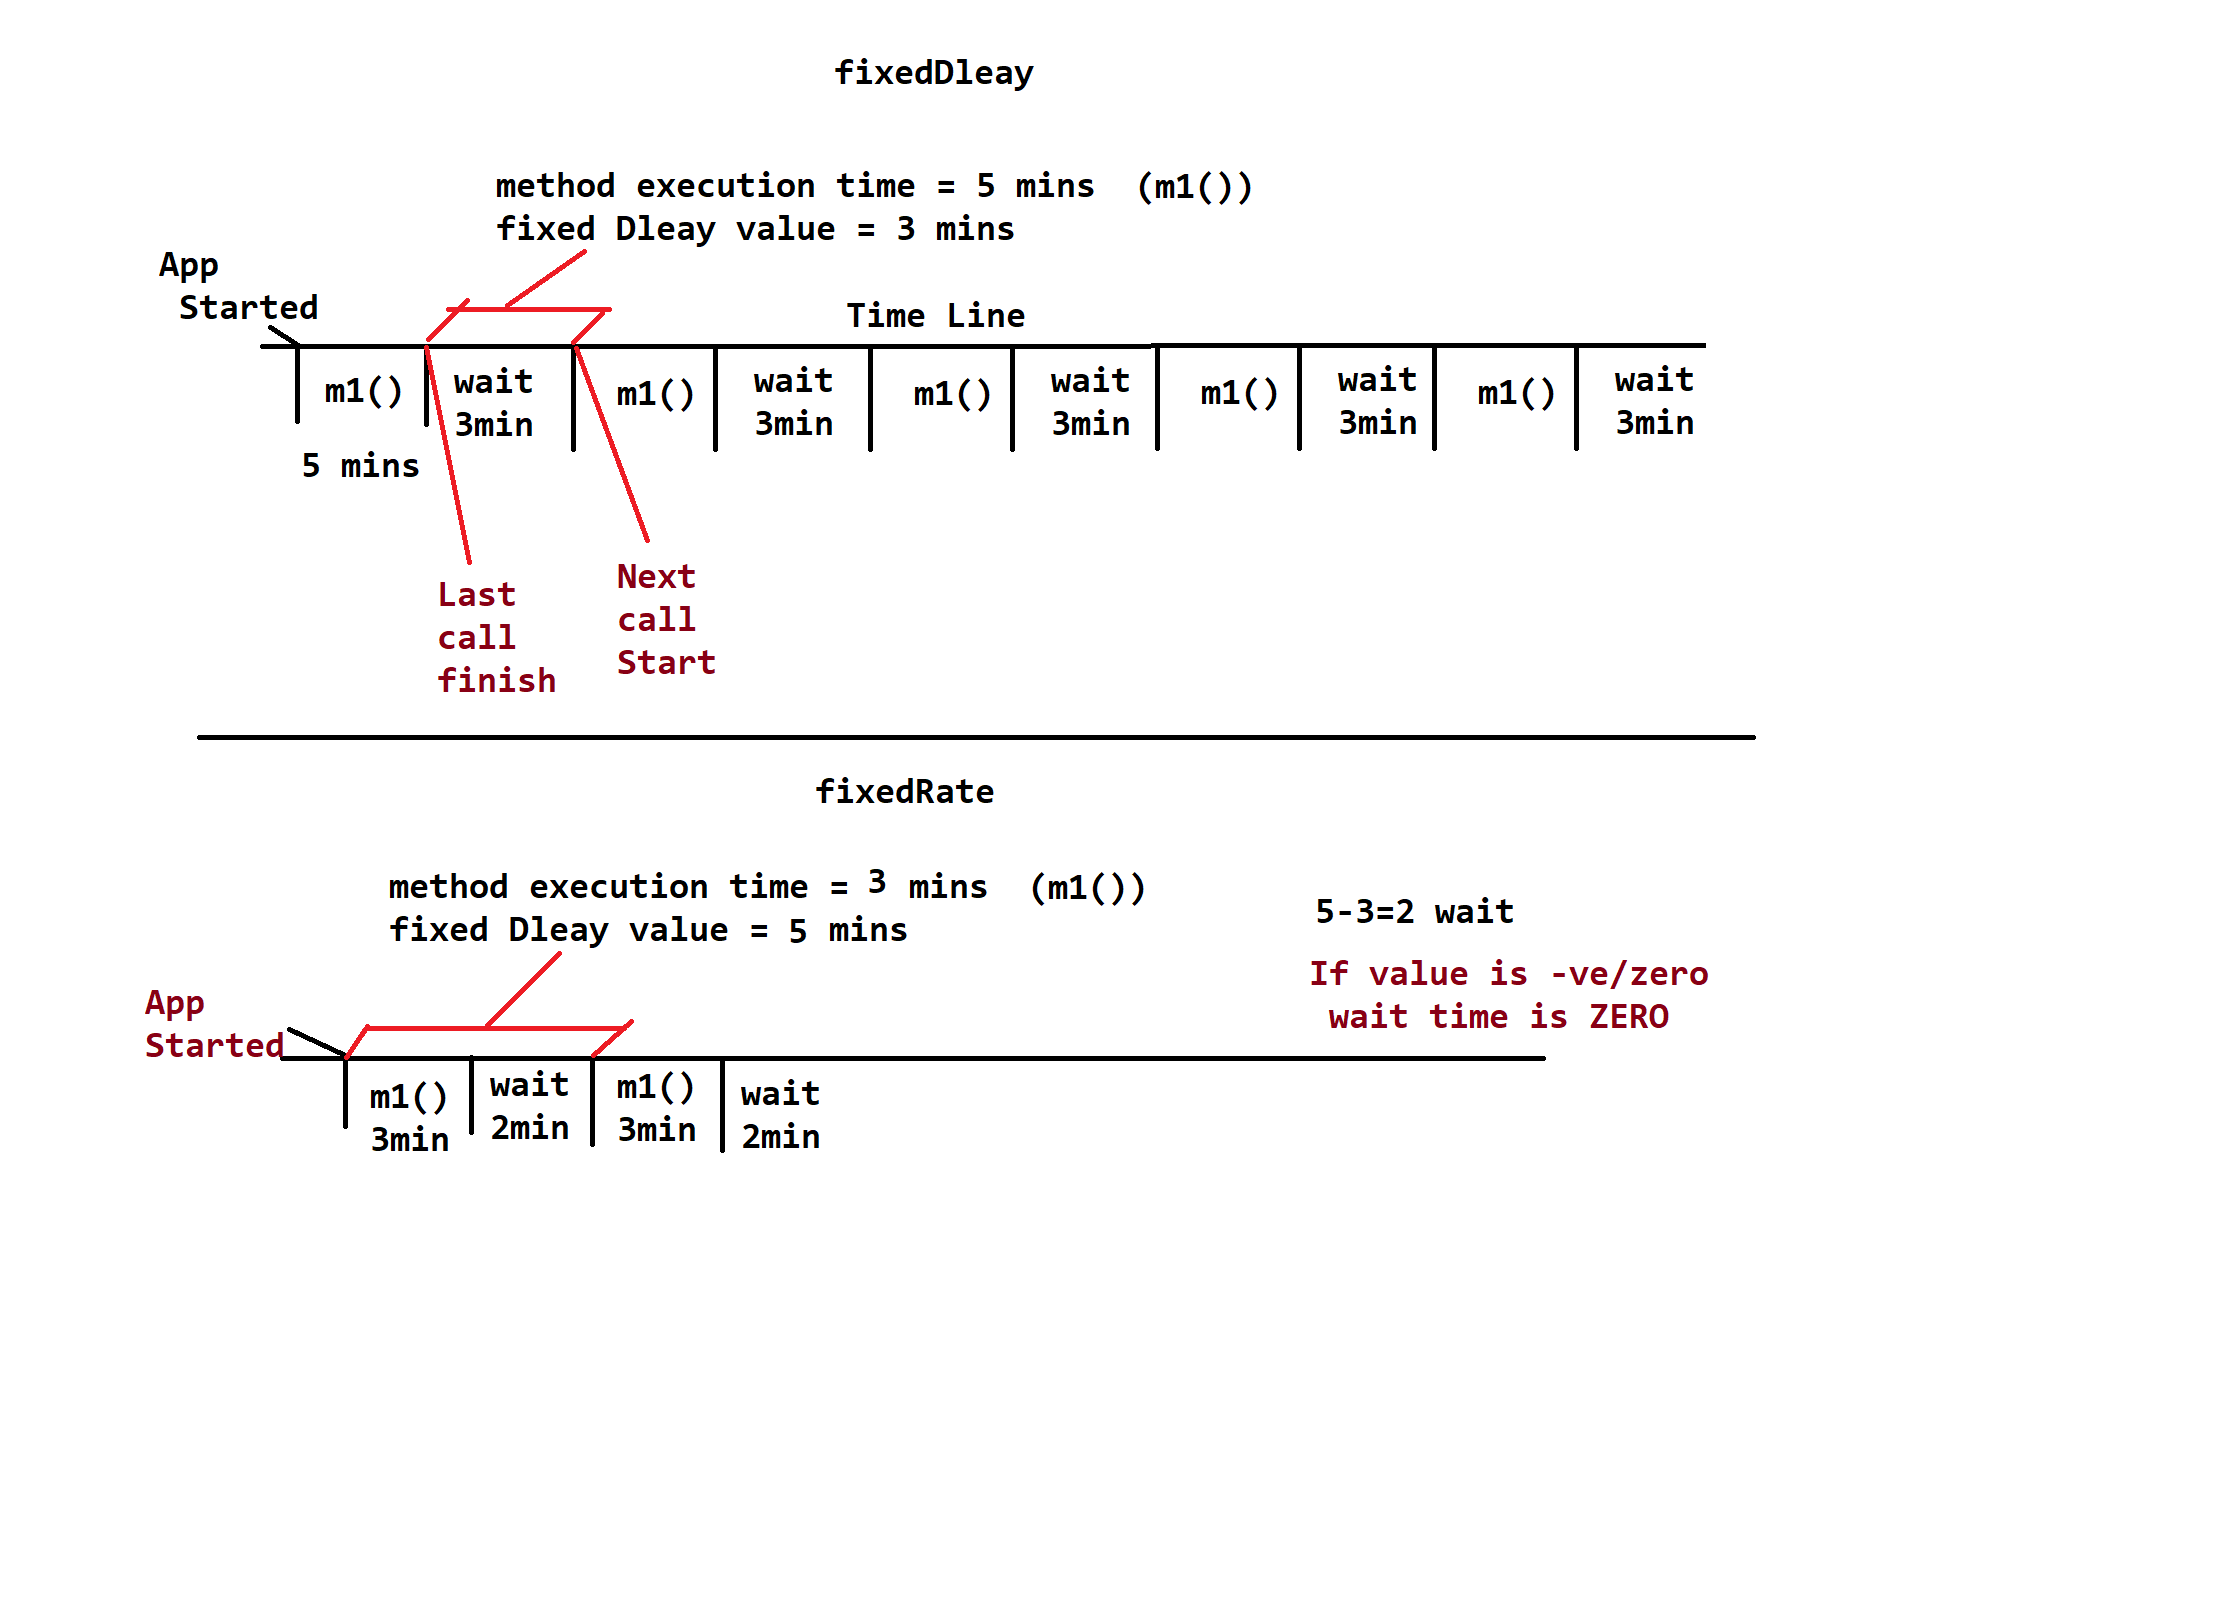 fixedDleay
method execution time = 5 mins  (m1())
fixed Dleay value = 3 mins
App
Started
Time Line
m1()
wait
3min
m1()
wait
3min
m1()
wait
3min
m1()
wait
3min
m1()
wait
3min
5 mins
Last
call
finish
Next
call
Start
fixedRate
method execution time = 3 mins  (m1())
fixed Dleay value = 5 mins
5-3=2 wait
If value is -ve/zero
wait time is ZERO
App
Started
m1()
3min
wait
2min
m1()
3min
wait
2min